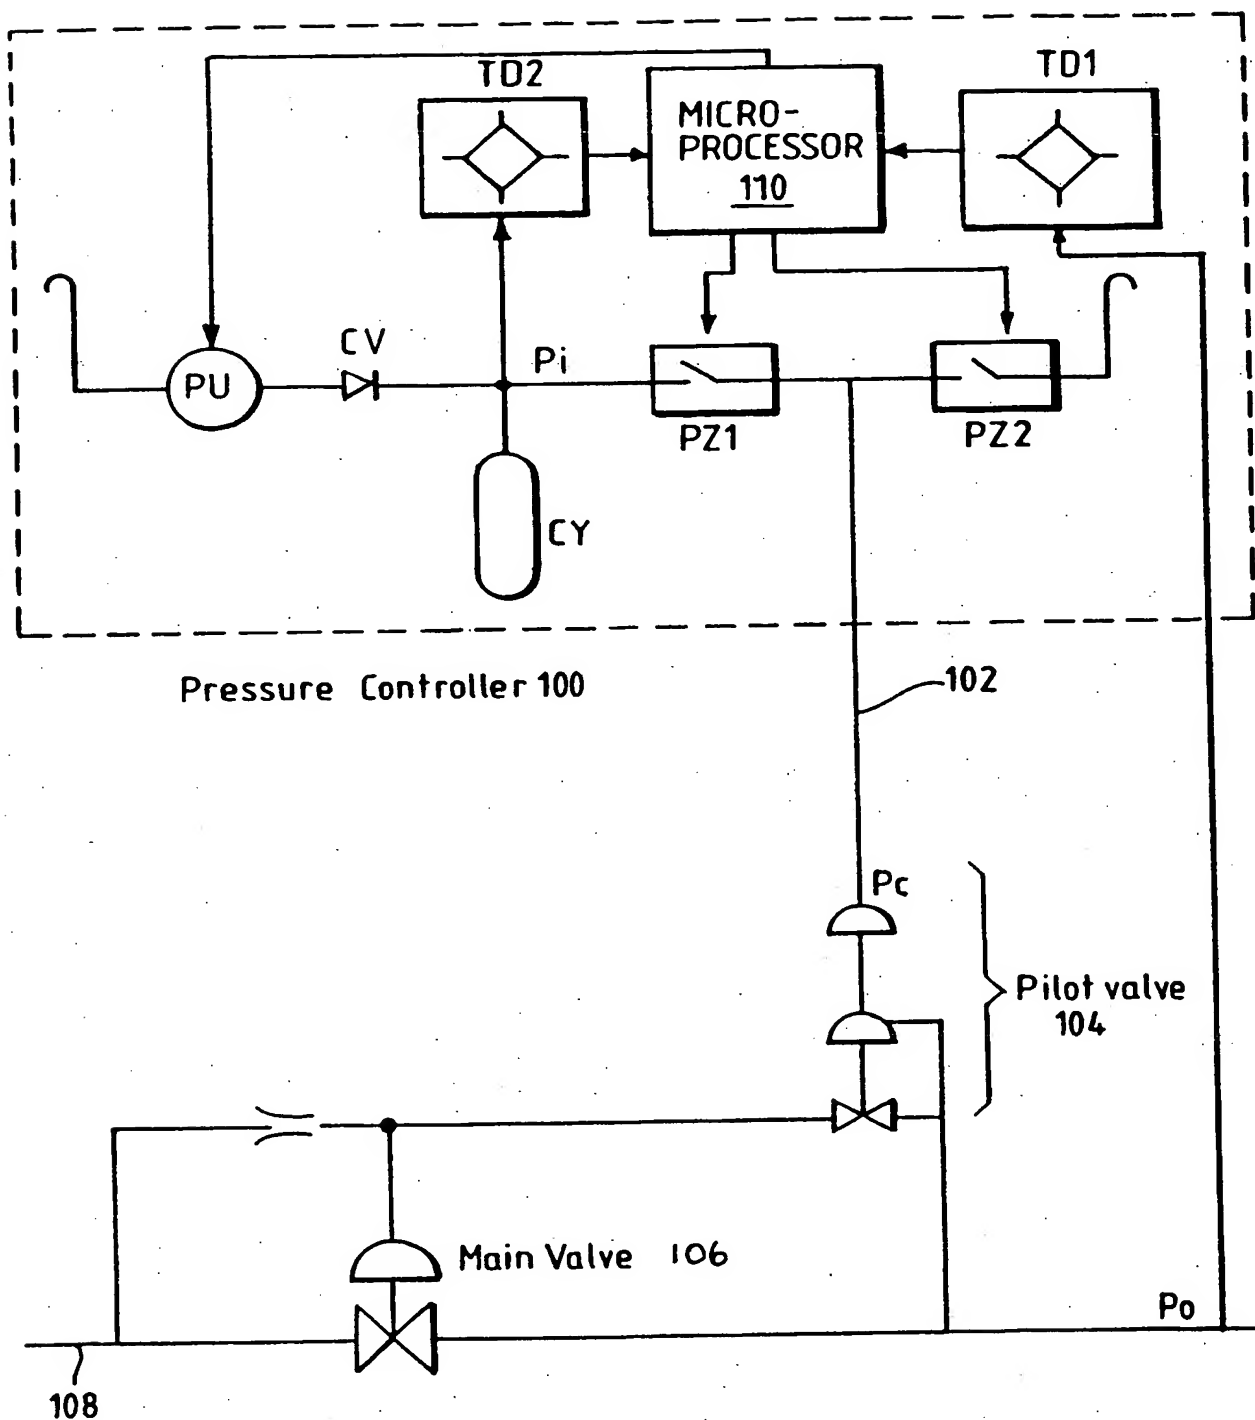 TD2
MICRO-
PROCESSOR
110
TD1
PU
CV
Pi
PZ1
PZ2
CY
Pressure Controller 100
102
Pc
Pilot valve
104
Main Valve 106
Po
108